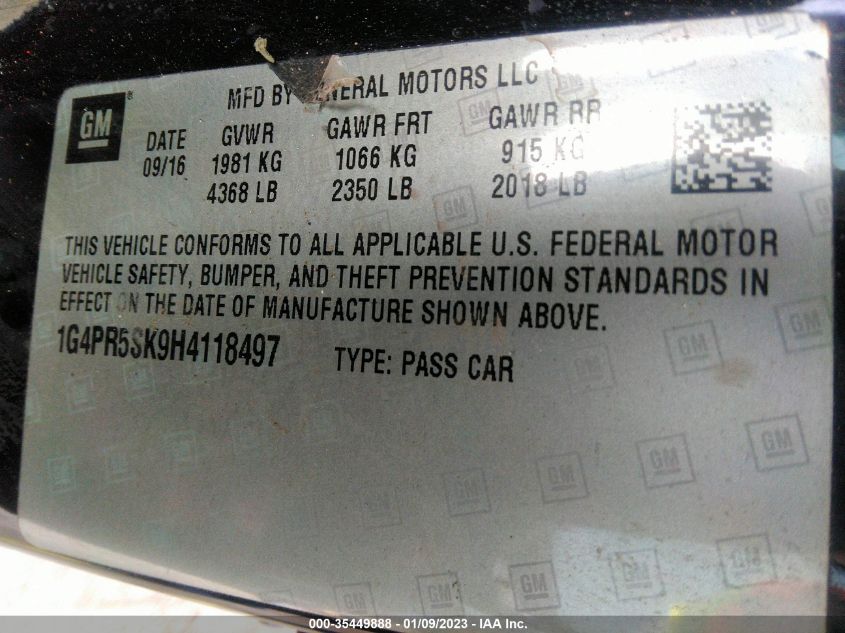 GM
MFD BY GENERAL MOTORS LLC
DATE GVWR GAWR FRT GAWR RR
09/16 1981 KG 1066 KG 915 KG
4368 LB 2350 LB 2018 LB
THIS VEHICLE CONFORMS TO ALL APPLICABLE U.S. FEDERAL MOTOR
VEHICLE SAFETY, BUMPER, AND THEFT PREVENTION STANDARDS IN
EFFECT ON THE DATE OF MANUFACTURE SHOWN ABOVE.
1G4PR5SK9H4118497 TYPE: PASS CAR
000-35449888 - 01/09/2023 - IAA Inc.